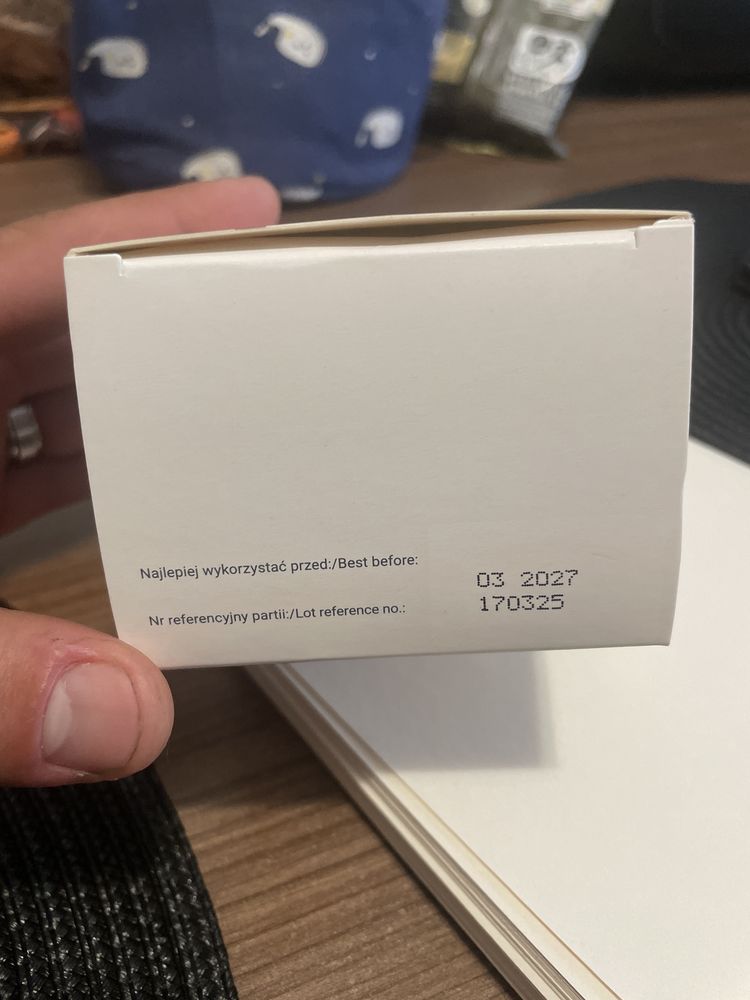 Najlepiej wykorzystać przed:/Best before:
03 2027
Nr referencyjny partii:/Lot reference no.:
170325